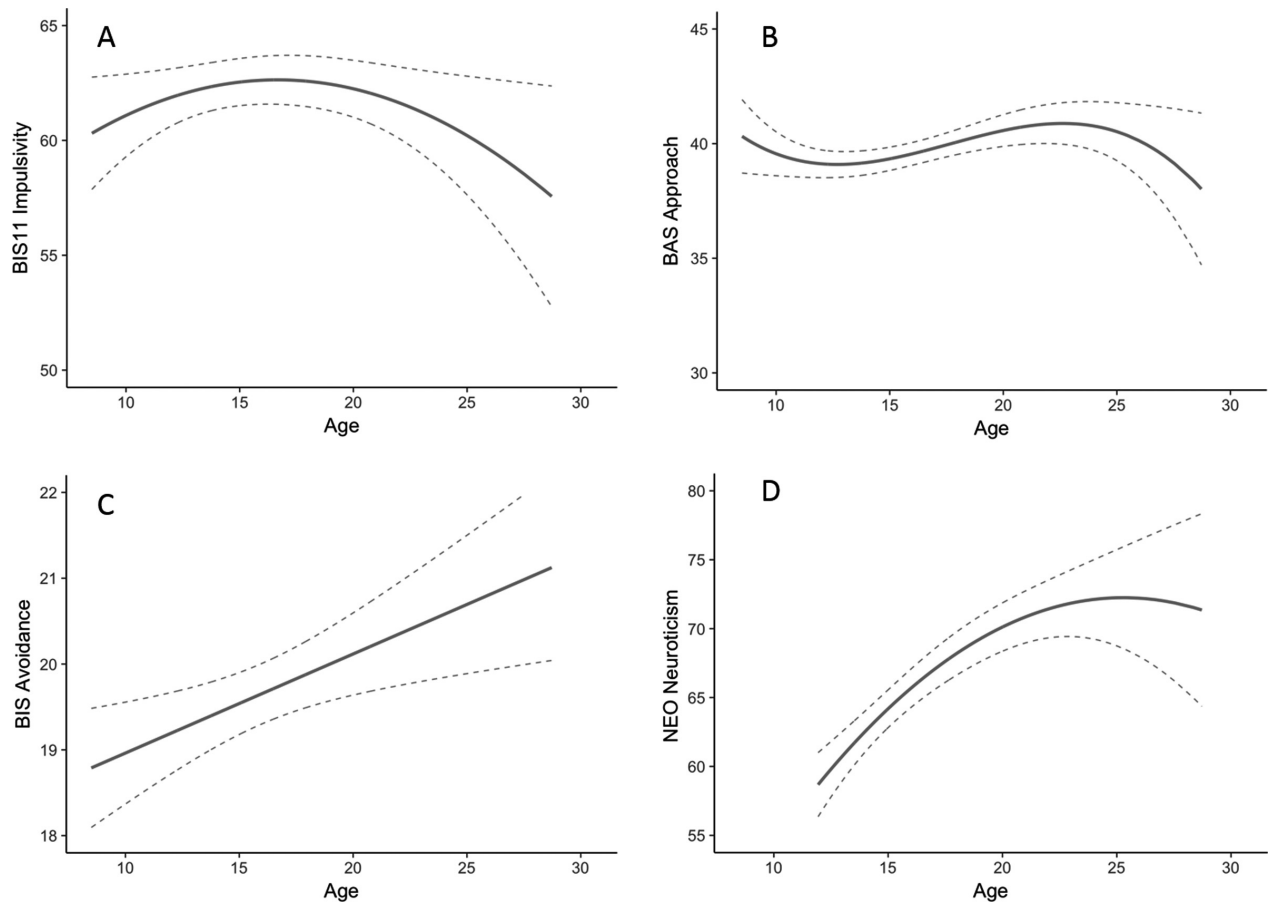 A
BIS11 Impulsivity
65
60
55
50
10 15 20 25 30
Age
B
BAS Approach
45
40
35
30
10 15 20 25 30
Age
C
BIS Avoidance
22
21
20
19
18
10 15 20 25 30
Age
D
NEO Neuroticism
80
75
70
65
60
55
10 15 20 25 30
Age